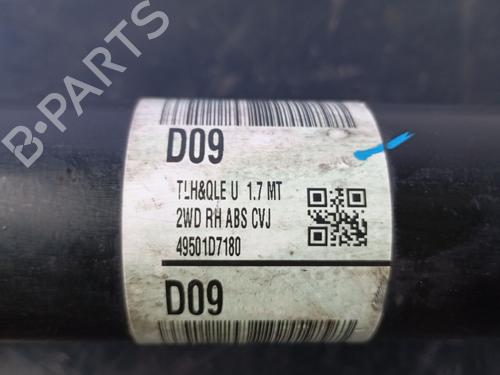 B-PARTS
D09
TLH&QLE U 1.7 MT
2WD RH ABS CVJ
49501D7180
D09